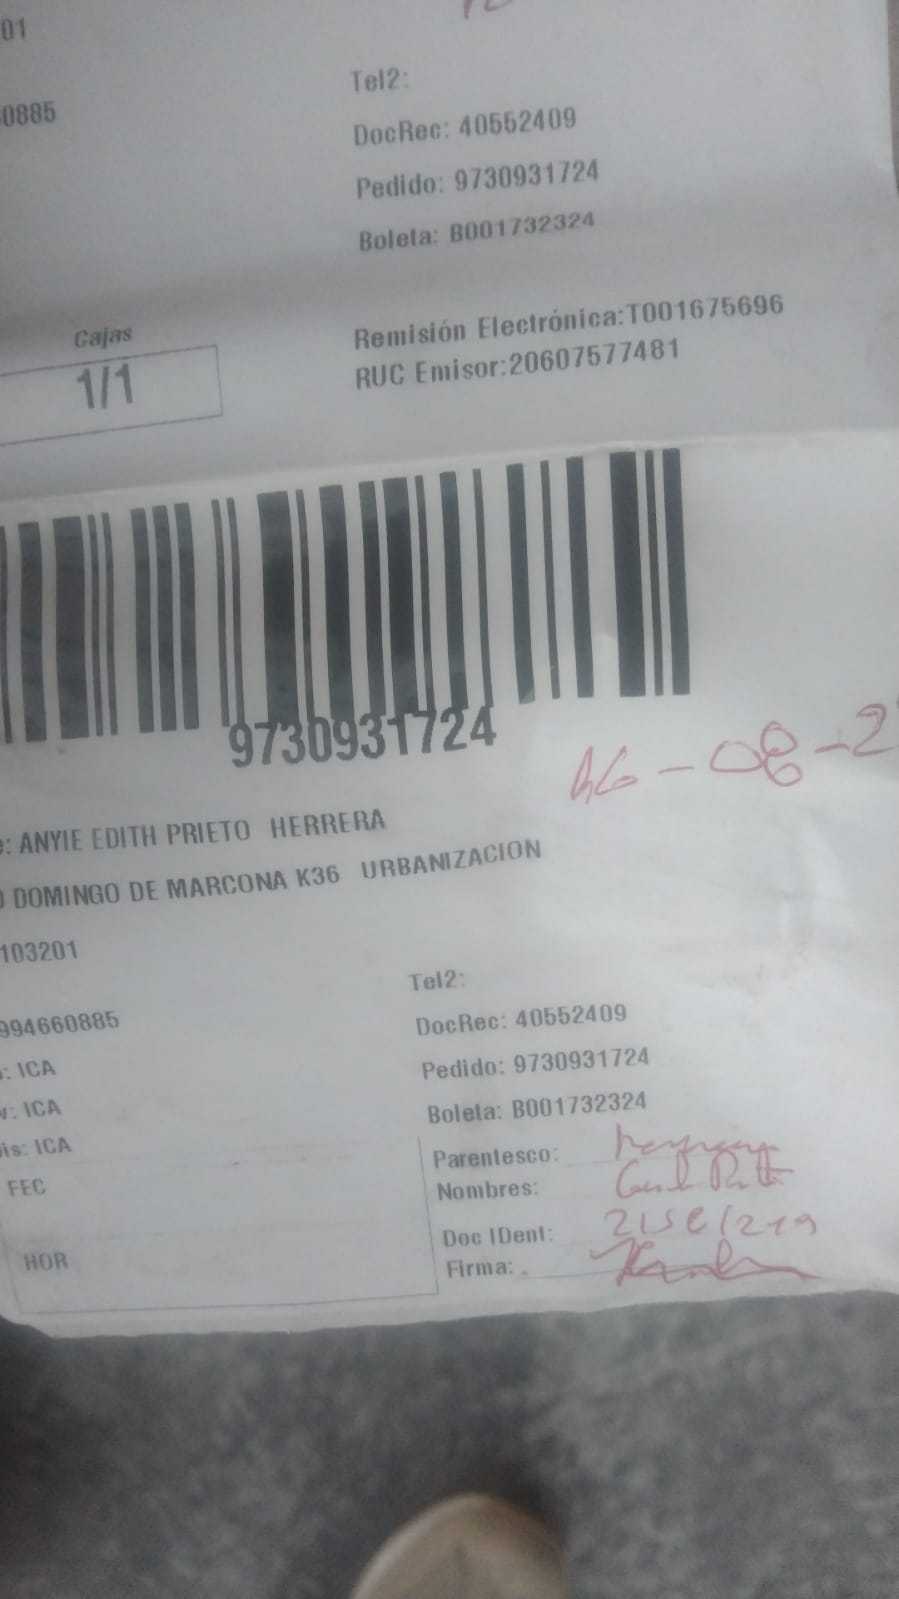 01
0885
Tel2:
DocRec: 40552409
Pedido: 9730931724
Boleta: B001732324
Cajas
1/1
Remisión Electrónica:T001675696
RUC Emisor:20607577481
9730931724
: ANYIE EDITH PRIETO HERRERA
DOMINGO DE MARCONA K36 URBANIZACION
103201
994660885
: ICA
: ICA
is: ICA
Tel2:
DocRec: 40552409
Pedido: 9730931724
Boleta: B001732324
FEC
HOR
Parentesco:
Nombres:
Doc IDent:
Firma: